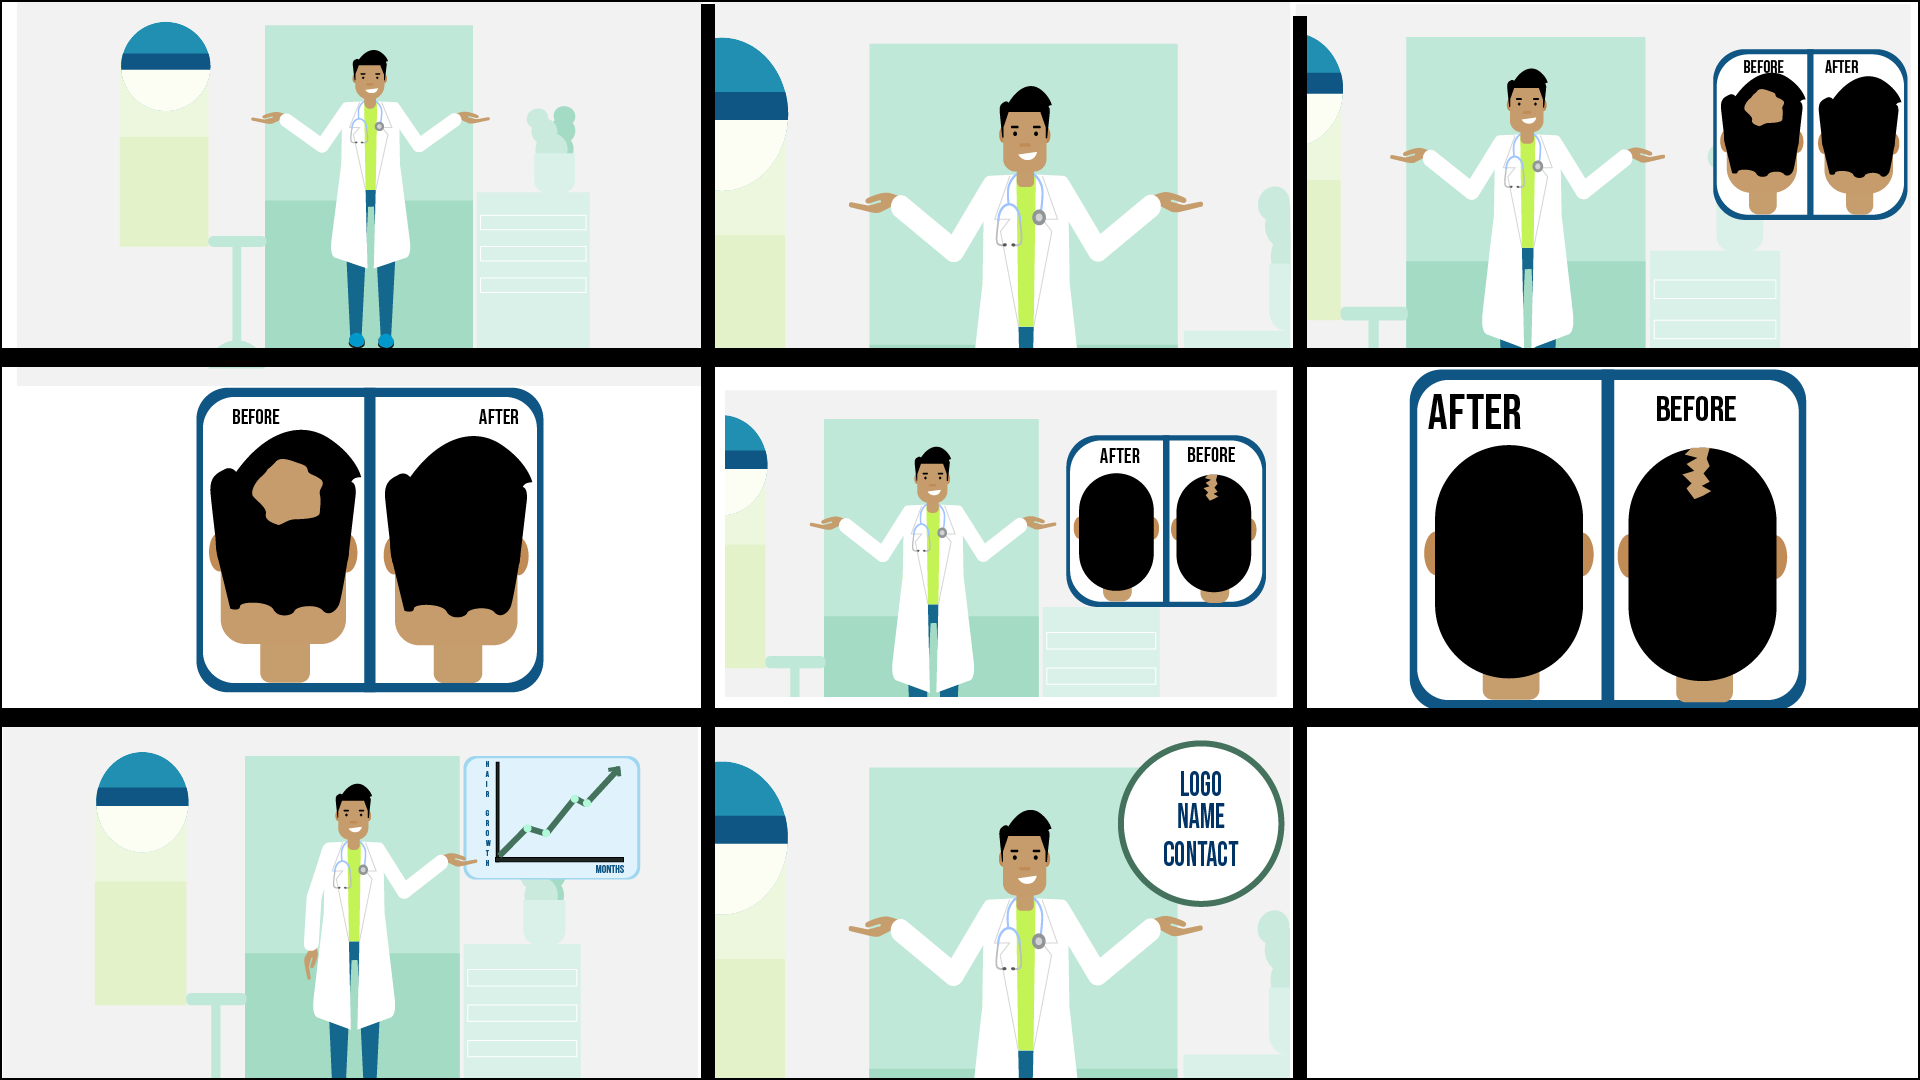 BEFORE AFTER
BEFORE AFTER
AFTER BEFORE
AFTER BEFORE
HAIR GROWTH
MONTHS
LOGO
NAME
CONTACT